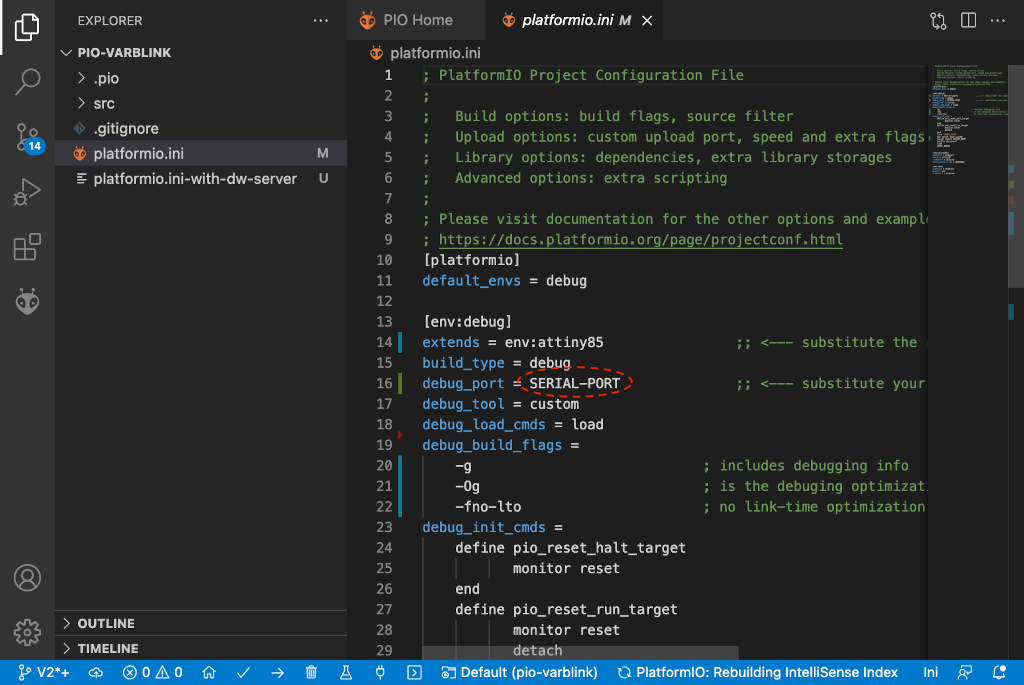 EXPLORER
PIO-VARBLINK
.pio
src
.gitignore
platformio.ini M
platformio.ini-with-dw-server U
OUTLINE
TIMELINE
PIO Home
platformio.ini M
platformio.ini
1 ; PlatformIO Project Configuration File
2 ;
3 ;   Build options: build flags, source filter
4 ;   Upload options: custom upload port, speed and extra flags
5 ;   Library options: dependencies, extra library storages
6 ;   Advanced options: extra scripting
7 ;
8 ; Please visit documentation for the other options and example
9 ; https://docs.platformio.org/page/projectconf.html
10 [platformio]
11 default_envs = debug
12
13 [env:debug]
14 extends = env:attiny85 ;; <--- substitute the
15 build_type = debug
16 debug_port = SERIAL-PORT ;; <--- substitute your
17 debug_tool = custom
18 debug_load_cmds = load
19 debug_build_flags =
20 -g ; includes debugging info
21 -Og ; is the debuging optimizati
22 -fno-lto ; no link-time optimization
23 debug_init_cmds =
24 define pio_reset_halt_target
25 monitor reset
26 end
27 define pio_reset_run_target
28 monitor reset
29 detach
14
V2*+ 0 0 Default (pio-varblink) PlatformIO: Rebuilding IntelliSense Index Ini